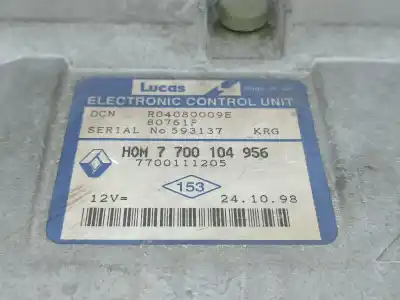 Lucas
ELECTRONIC CONTROL UNIT
DCN R04080009E
80761F
SERIAL No 593137 KRG
HOM 7 700 104 956
7700111205
153
12V= 24.10.98